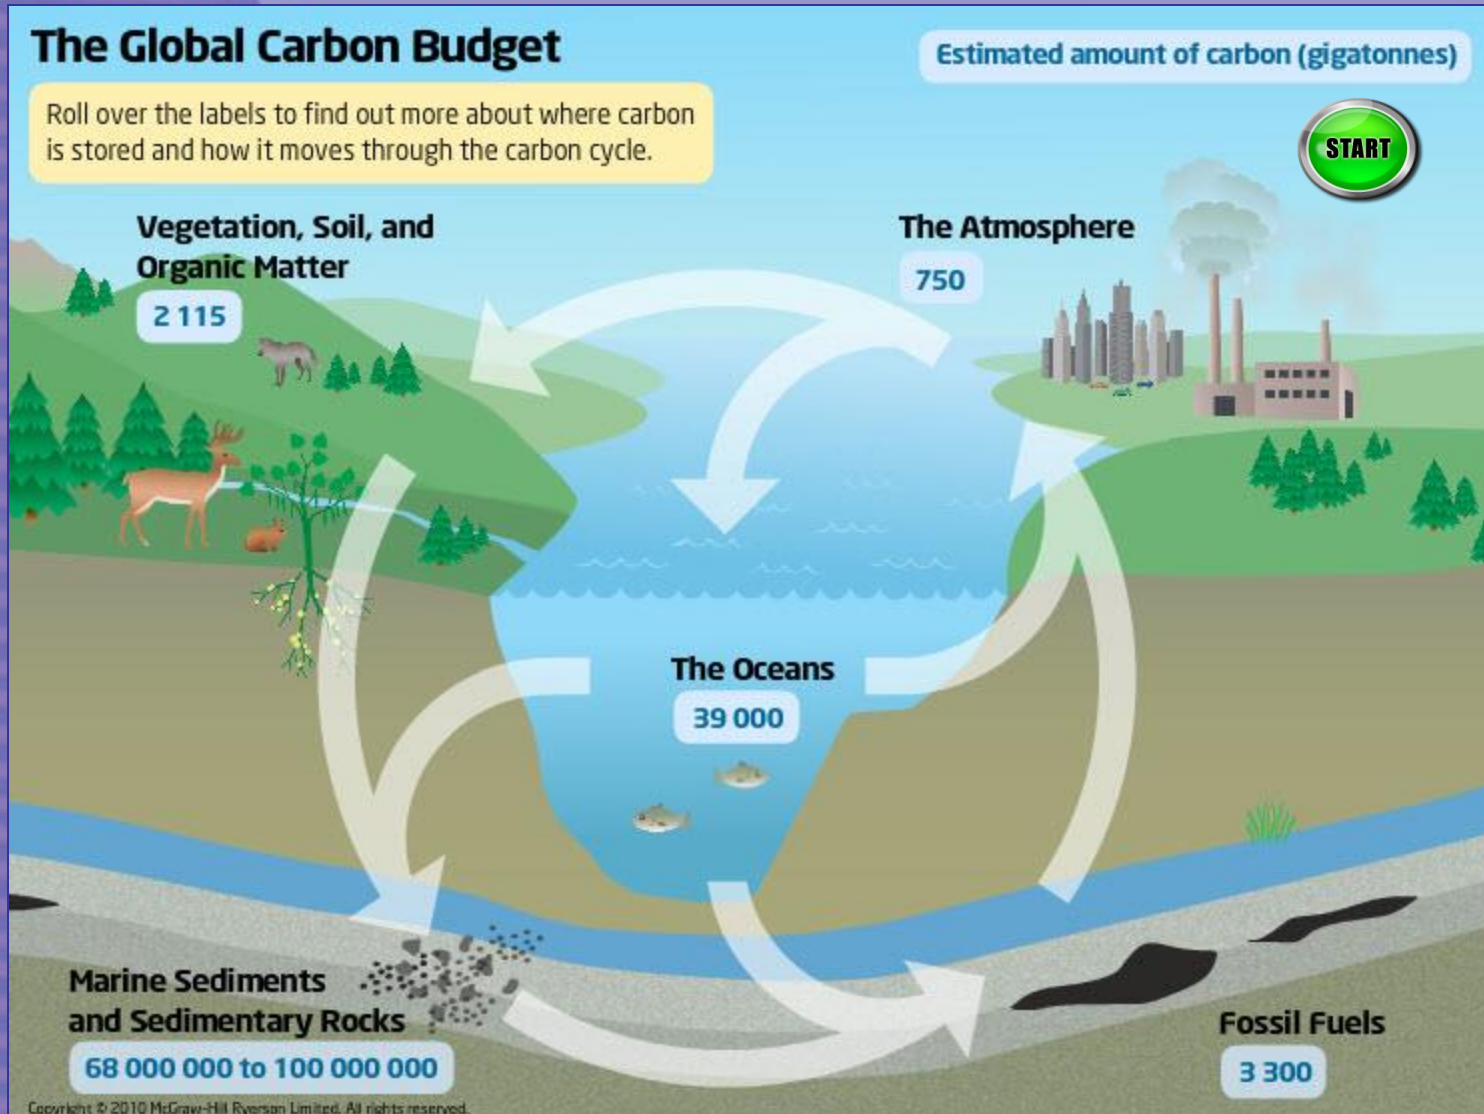 The Global Carbon Budget
Estimated amount of carbon (gigatonnes)
Roll over the labels to find out more about where carbon
is stored and how it moves through the carbon cycle.
START
Vegetation, Soil, and
Organic Matter
2 115
The Atmosphere
750
The Oceans
39 000
Marine Sediments
and Sedimentary Rocks
68 000 000 to 100 000 000
Fossil Fuels
3 300
Copyright © 2010 McGraw-Hill Ryerson Limited. All rights reserved.